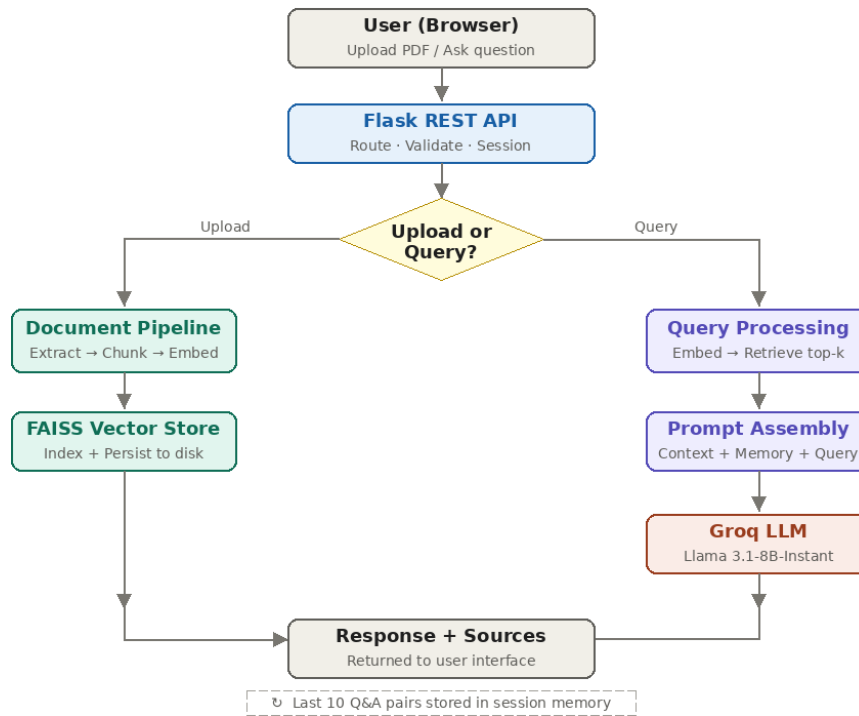 User (Browser)
Upload PDF / Ask question
Flask REST API
Route · Validate · Session
Upload or
Query?
Upload
Query
Document Pipeline
Extract → Chunk → Embed
Query Processing
Embed → Retrieve top-k
FAISS Vector Store
Index + Persist to disk
Prompt Assembly
Context + Memory + Query
Groq LLM
Llama 3.1-8B-Instant
Response + Sources
Returned to user interface
↻ Last 10 Q&A pairs stored in session memory